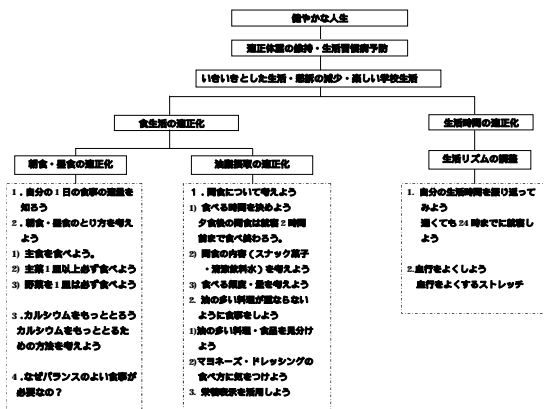 健やかな人生
適正体重の維持・生活習慣病予防
いきいきとした生活・愁訴の減少・楽しい学校生活
食生活の適正化
生活時間の適正化
朝食・昼食の適正化
油脂摂取の適正化
生活リズムの調整
1．自分の1日の食事の適量を
知ろう
2．朝食・昼食のとり方を考え
よう
1) 主食を食べよう。
2) 主菜1皿以上必ず食べよう
3) 野菜を1皿は必ず食べよう
3．カルシウムをもっととろう
カルシウムをもっととるた
めの方法を考えよう
4．なぜバランスのよい食事が
必要なの？
1．間食について考えよう
1) 食べる時間を決めよう
夕食後の間食は就寝2時間
前まで食べ終わろう。
2) 間食の内容（スナック菓子
・清涼飲料水）を考えよう
3) 食べる頻度・量を考えよう
2. 油の多い料理が重ならない
ように食事をしよう
1)油の多い料理・食品を見分け
よう
2)マヨネーズ・ドレッシングの
食べ方に気をつけよう
3. 栄養表示を活用しよう
1. 自分の生活時間を振り返って
みよう
遅くても24時までに就寝し
よう
2.血行をよくしよう
血行をよくするストレッチ